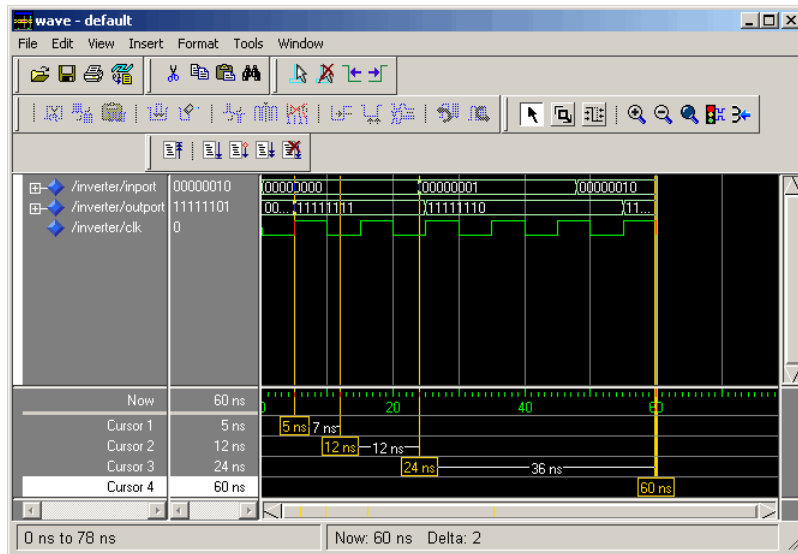 wave - default
File Edit View Insert Format Tools Window
/inverter/inport 00000010 00000000 00000001 00000010
/inverter/outport 11111101 00... 11111111 11111110 11...
/inverter/clk 0
Now 60 ns 20 40 60
Cursor 1 5 ns 5 ns 7 ns
Cursor 2 12 ns 12 ns 12 ns
Cursor 3 24 ns 24 ns 36 ns
Cursor 4 60 ns 60 ns
0 ns to 78 ns Now: 60 ns Delta: 2